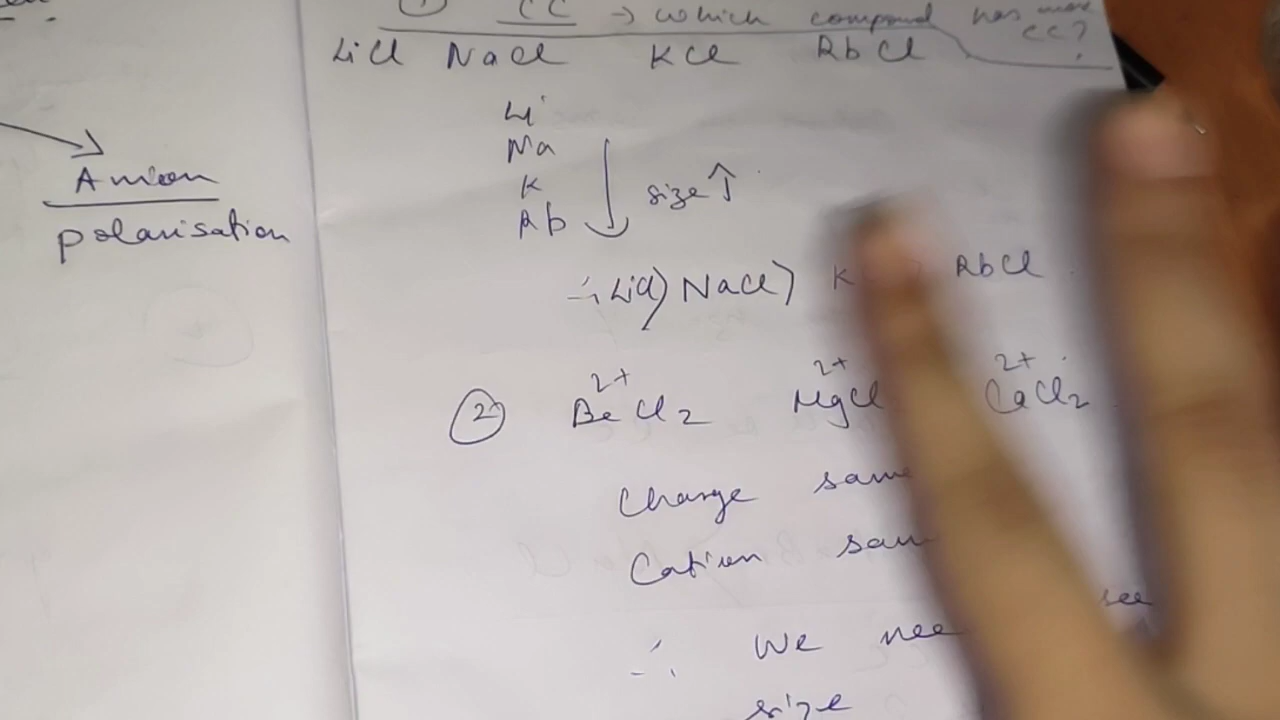 Anion
polarisation
CC → which compound has more
CC?
LiCl NaCl KCl RbCl
Li
Na
K
Rb
size ↑
∴ LiCl > NaCl > K > RbCl
② Be²⁺Cl2 Mg²⁺Cl Ca²⁺Cl2
Charge same
Cation same
∴ We nee see
size